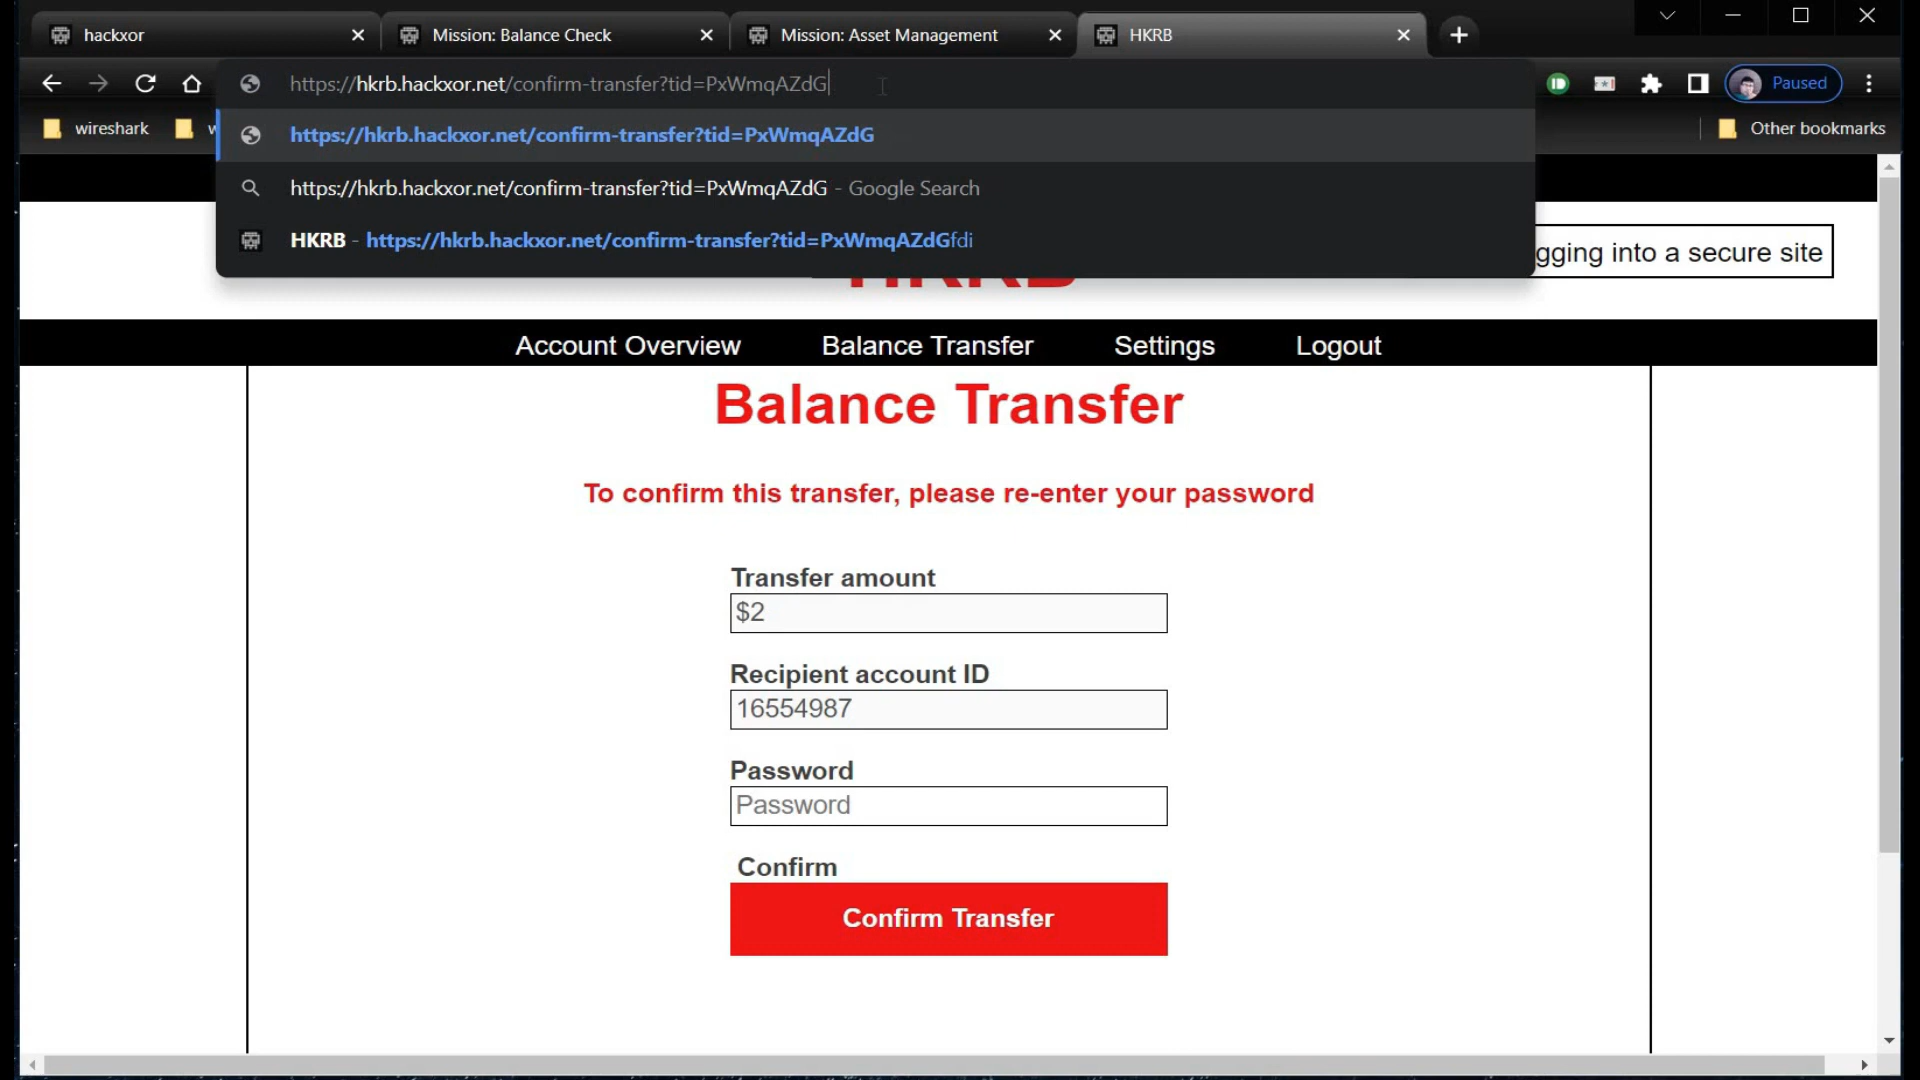 hackxor
Mission: Balance Check
Mission: Asset Management
HKRB
https://hkrb.hackxor.net/confirm-transfer?tid=PxWmqAZdG
Paused
wireshark
Other bookmarks
https://hkrb.hackxor.net/confirm-transfer?tid=PxWmqAZdG
https://hkrb.hackxor.net/confirm-transfer?tid=PxWmqAZdG - Google Search
HKRB - https://hkrb.hackxor.net/confirm-transfer?tid=PxWmqAZdGfdi
gging into a secure site
HKRB
Account Overview Balance Transfer Settings Logout
Balance Transfer
To confirm this transfer, please re-enter your password
Transfer amount
$2
Recipient account ID
16554987
Password
Password
Confirm
Confirm Transfer